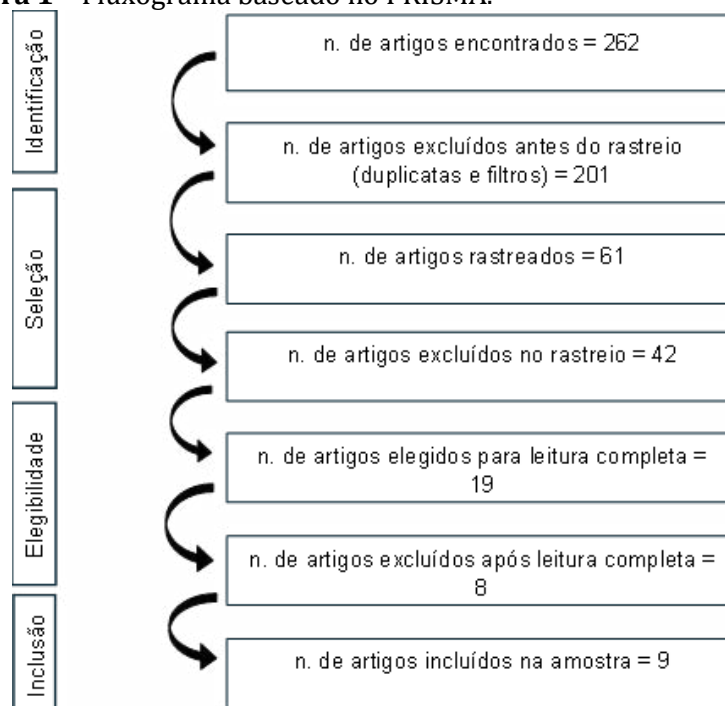 Fluxograma baseado no PRISMA.
Identificação
n. de artigos encontrados = 262
n. de artigos excluídos antes do rastreio
(duplicatas e filtros) = 201
Seleção
n. de artigos rastreados = 61
n. de artigos excluídos no rastreio = 42
Elegibilidade
n. de artigos elegidos para leitura completa =
19
n. de artigos excluídos após leitura completa =
8
Inclusão
n. de artigos incluídos na amostra = 9